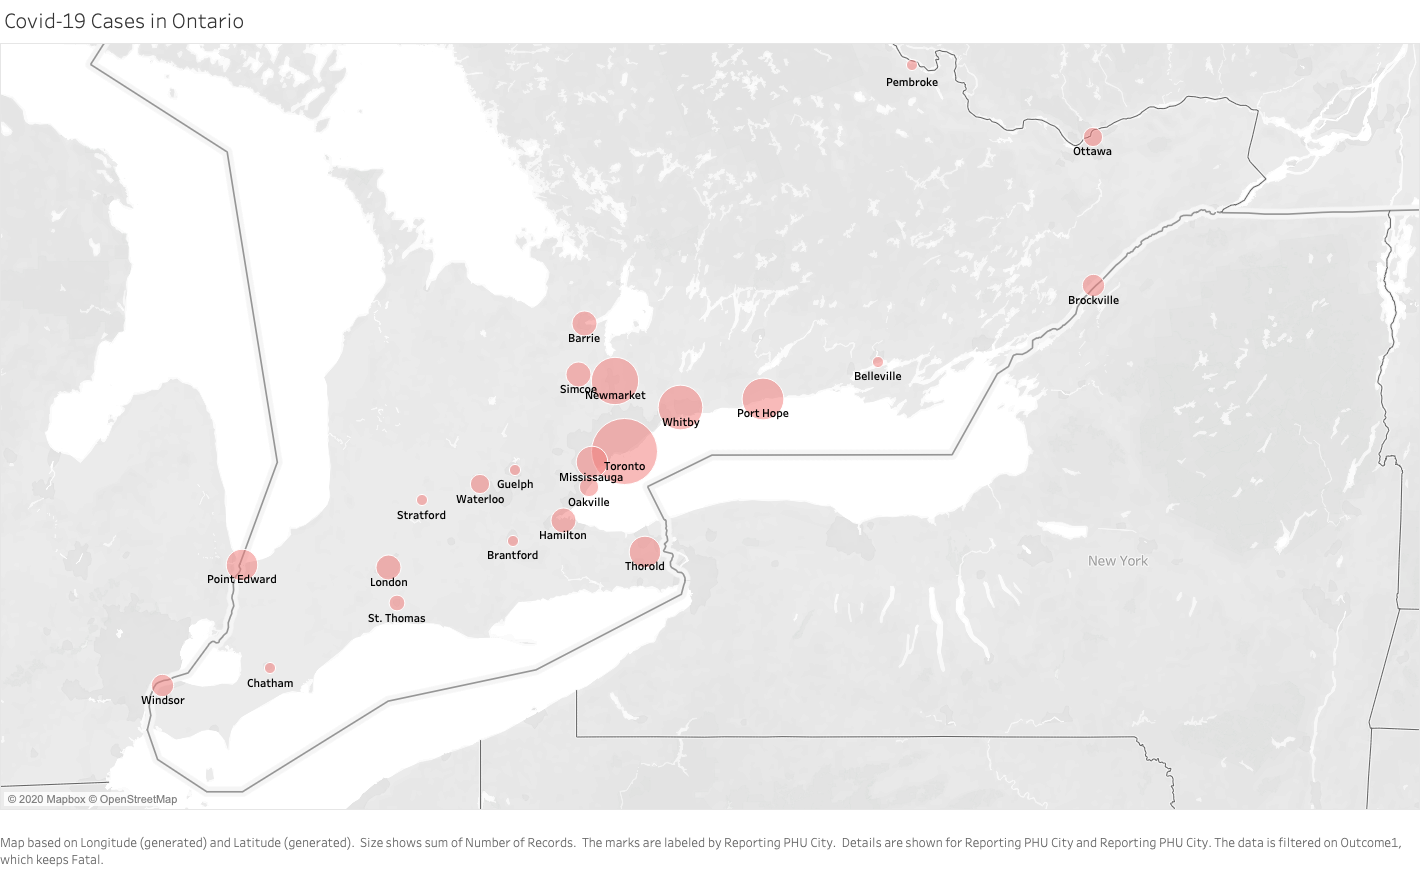 Covid-19 Cases in Ontario
Pembroke
Ottawa
Brockville
Barrie
Belleville
Simcoe
Newmarket
Port Hope
Whitby
Toronto
Mississauga
Guelph
Waterloo
Oakville
Stratford
Hamilton
Brantford
New York
Thorold
Point Edward
London
St. Thomas
Chatham
Windsor
© 2020 Mapbox © OpenStreetMap
Map based on Longitude (generated) and Latitude (generated).  Size shows sum of Number of Records.  The marks are labeled by Reporting PHU City.  Details are shown for Reporting PHU City and Reporting PHU City. The data is filtered on Outcome1,
which keeps Fatal.